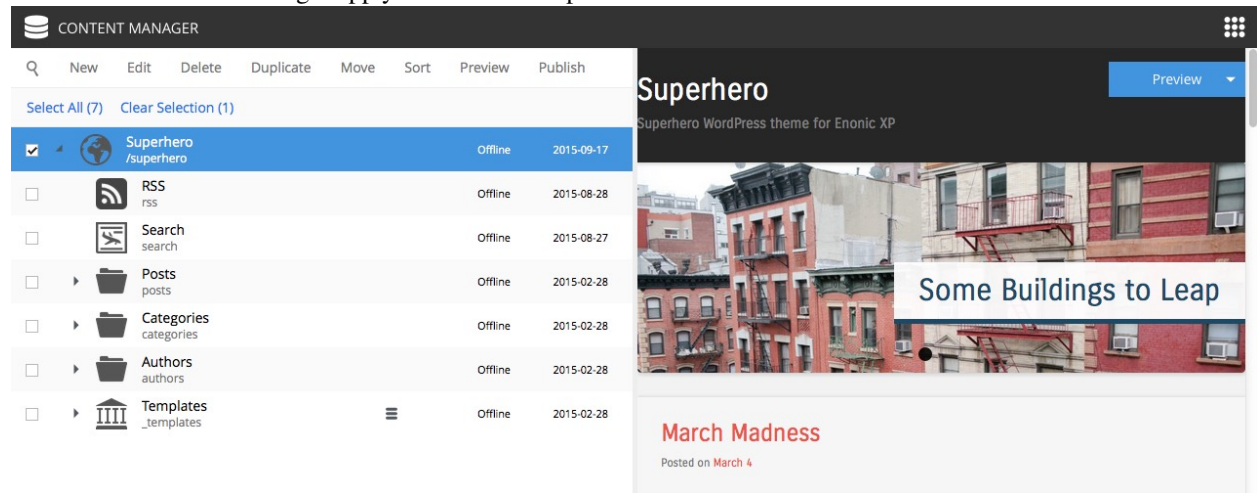 CONTENT MANAGER
New Edit Delete Duplicate Move Sort Preview Publish
Select All (7) Clear Selection (1)
Superhero
/superhero
Offline 2015-09-17
RSS
rss
Offline 2015-08-28
Search
search
Offline 2015-08-27
Posts
posts
Offline 2015-02-28
Categories
categories
Offline 2015-02-28
Authors
authors
Offline 2015-02-28
Templates
_templates
Offline 2015-02-28
Superhero
Preview
Superhero WordPress theme for Enonic XP
Some Buildings to Leap
March Madness
Posted on March 4